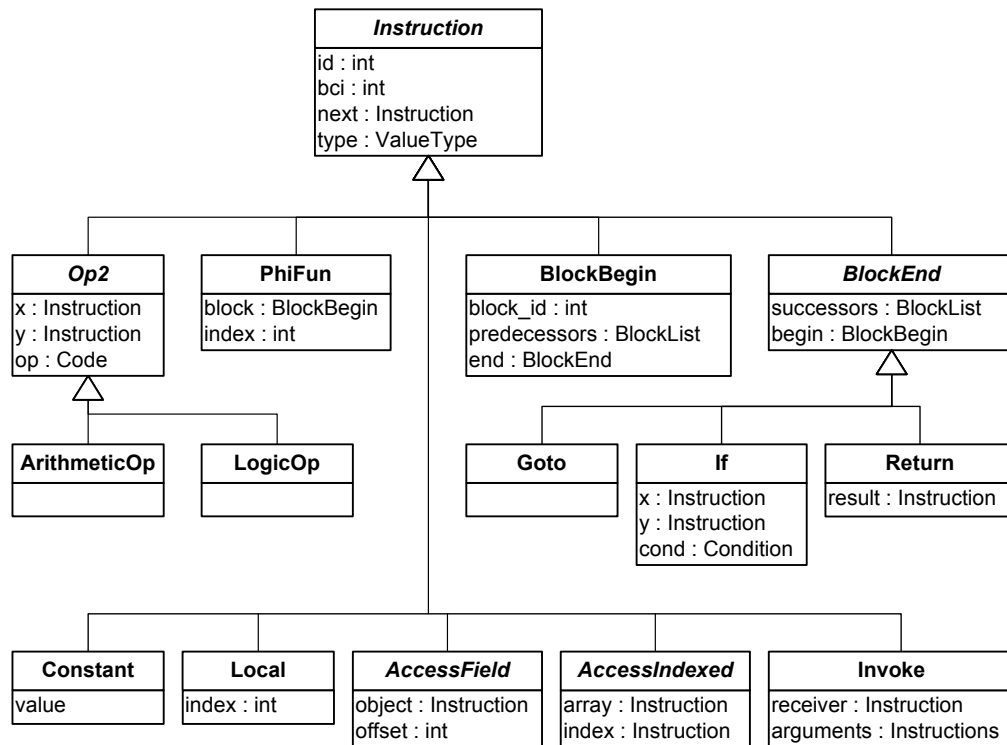 Instruction
id : int
bci : int
next : Instruction
type : ValueType
Op2
x : Instruction
y : Instruction
op : Code
PhiFun
block : BlockBegin
index : int
BlockBegin
block_id : int
predecessors : BlockList
end : BlockEnd
BlockEnd
successors : BlockList
begin : BlockBegin
ArithmeticOp
LogicOp
Goto
If
x : Instruction
y : Instruction
cond : Condition
Return
result : Instruction
Constant
value
Local
index : int
AccessField
object : Instruction
offset : int
AccessIndexed
array : Instruction
index : Instruction
Invoke
receiver : Instruction
arguments : Instructions